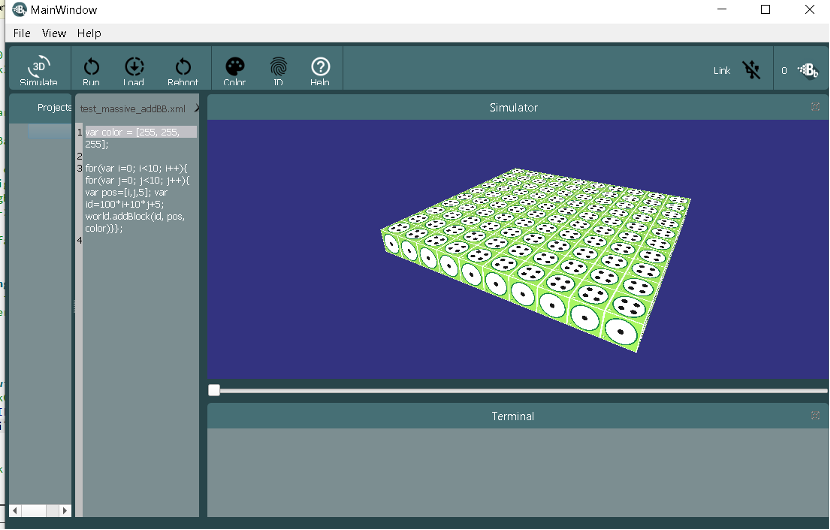 MainWindow
File View Help
Simulate Run Load Reboot Color ID Help Link 0
Projects
test_massive_addBB.xml
Simulator
1 var color = [255, 255,
255];
2
3 for(var i=0; i<10; i++){
for(var j=0; j<10; j++){
var pos=[i,j,5]; var
id=100*i+10*j+5;
world.addBlock(id, pos,
color)}};
4
Terminal